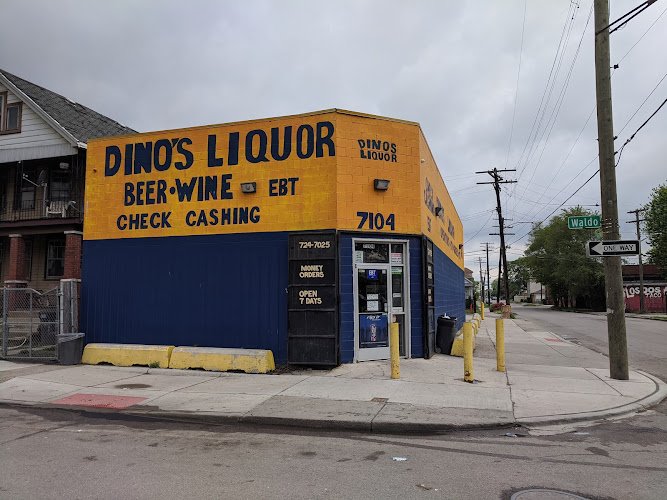 DINO'S LIQUOR
BEER•WINE EBT
CHECK CASHING
DINO'S
LIQUOR
7104
724-7025
MONEY
ORDERS
OPEN
7 DAYS
EBT
Waldo
ONE WAY